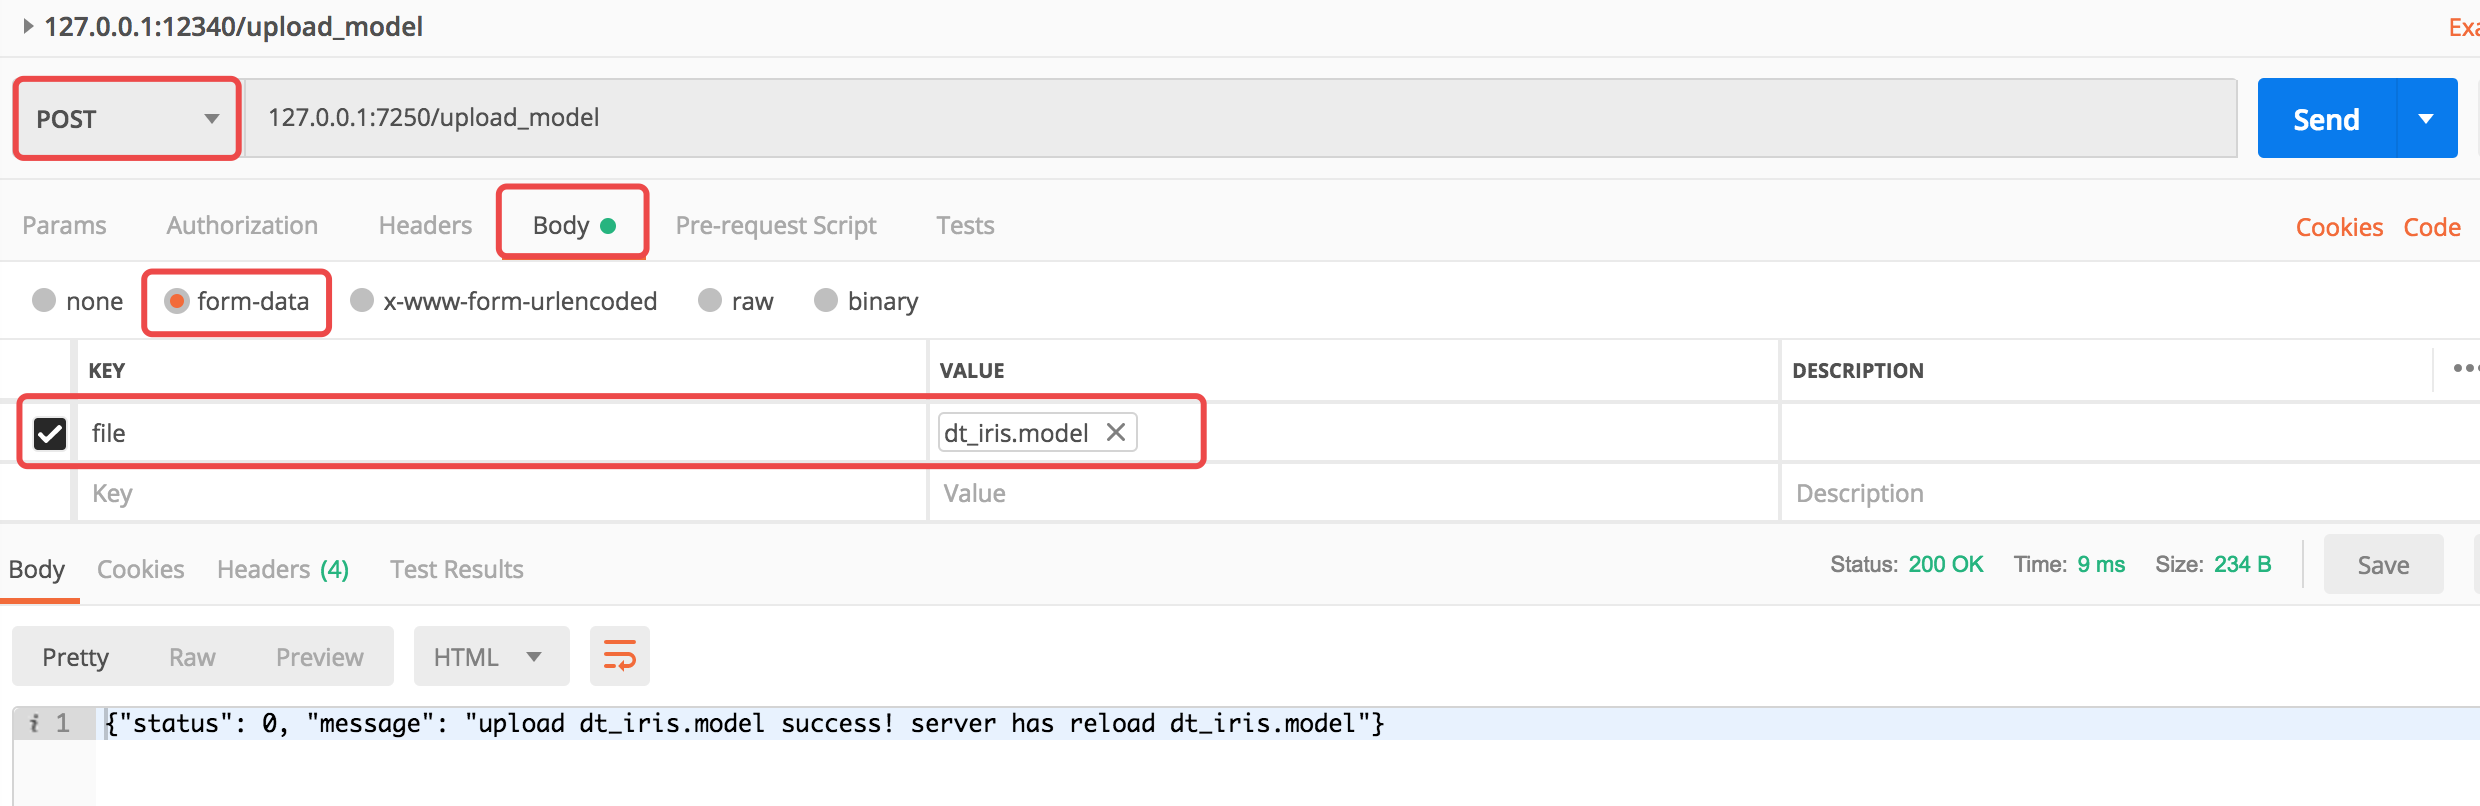 127.0.0.1:12340/upload_model
Exa
POST 127.0.0.1:7250/upload_model Send
Params Authorization Headers Body Pre-request Script Tests Cookies Code
none form-data x-www-form-urlencoded raw binary
KEY VALUE DESCRIPTION
file dt_iris.model
Key Value Description
Body Cookies Headers (4) Test Results Status: 200 OK Time: 9 ms Size: 234 B Save
Pretty Raw Preview HTML
i 1 {"status": 0, "message": "upload dt_iris.model success! server has reload dt_iris.model"}